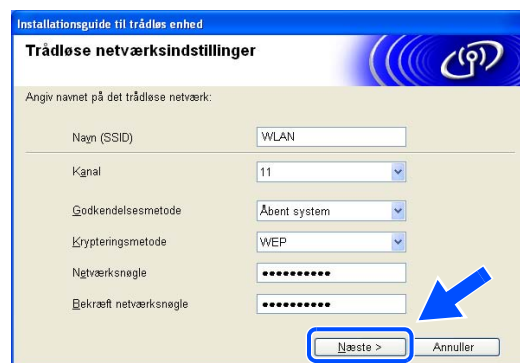 Installationsguide til trådløs enhed
Trådløse netværksindstillinger
Angiv navnet på det trådløse netværk:
Navn (SSID) WLAN
Kanal 11
Godkendelsesmetode Åbent system
Krypteringsmetode WEP
Netværksnøgle ●●●●●●●●●●
Bekræft netværksnøgle ●●●●●●●●●●
Næste > Annuller